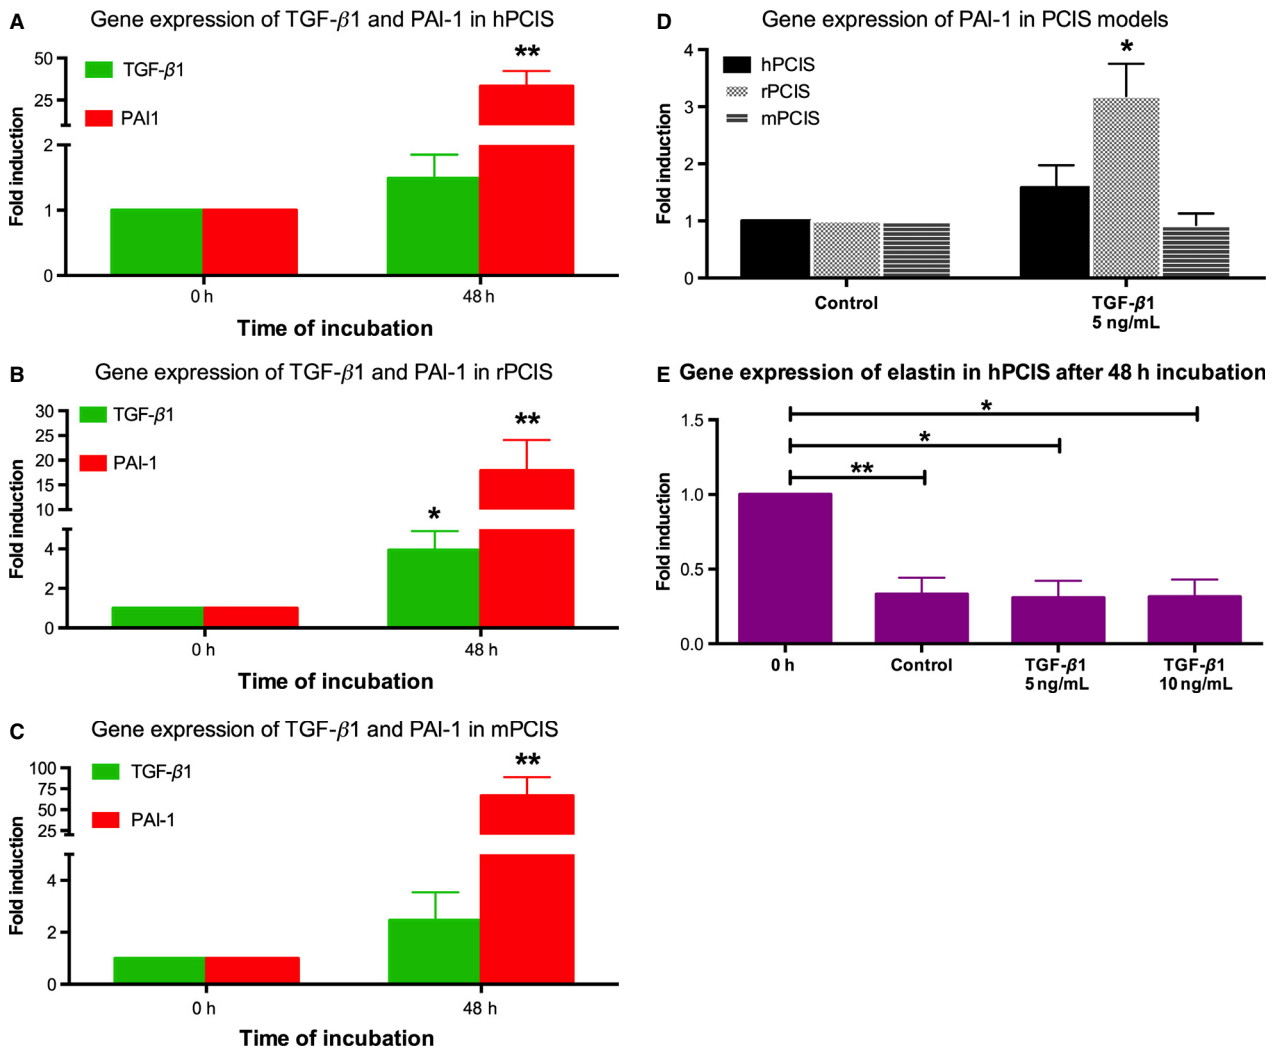 A
Gene expression of TGF-β1 and PAI-1 in hPCIS
Fold induction
50
25
2
1
0
TGF-β1
PAI1
**
0 h
48 h
Time of incubation
B
Gene expression of TGF-β1 and PAI-1 in rPCIS
Fold induction
30
25
20
15
10
4
2
0
TGF-β1
PAI-1
*
**
0 h
48 h
Time of incubation
C
Gene expression of TGF-β1 and PAI-1 in mPCIS
Fold induction
100
75
50
25
4
2
0
TGF-β1
PAI-1
**
0 h
48 h
Time of incubation
D
Gene expression of PAI-1 in PCIS models
Fold induction
4
3
2
1
0
hPCIS
rPCIS
mPCIS
*
Control
TGF-β1
5 ng/mL
E
Gene expression of elastin in hPCIS after 48 h incubation
Fold induction
1.5
1.0
0.5
0.0
*
*
**
0 h
Control
TGF-β1
5 ng/mL
TGF-β1
10 ng/mL